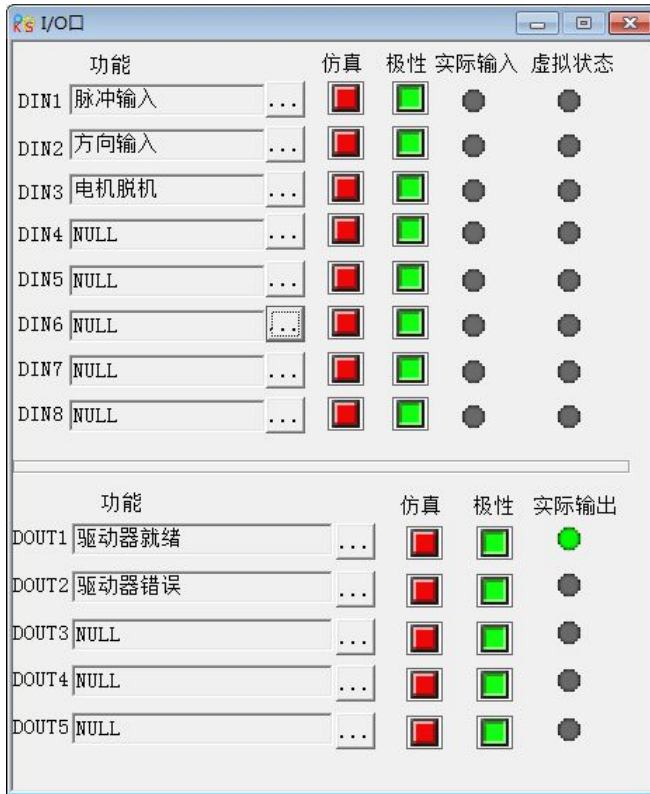 I/O口
功能 仿真 极性 实际输入 虚拟状态
DIN1 脉冲输入 ...
DIN2 方向输入 ...
DIN3 电机脱机 ...
DIN4 NULL ...
DIN5 NULL ...
DIN6 NULL ...
DIN7 NULL ...
DIN8 NULL ...
功能 仿真 极性 实际输出
DOUT1 驱动器就绪 ...
DOUT2 驱动器错误 ...
DOUT3 NULL ...
DOUT4 NULL ...
DOUT5 NULL ...